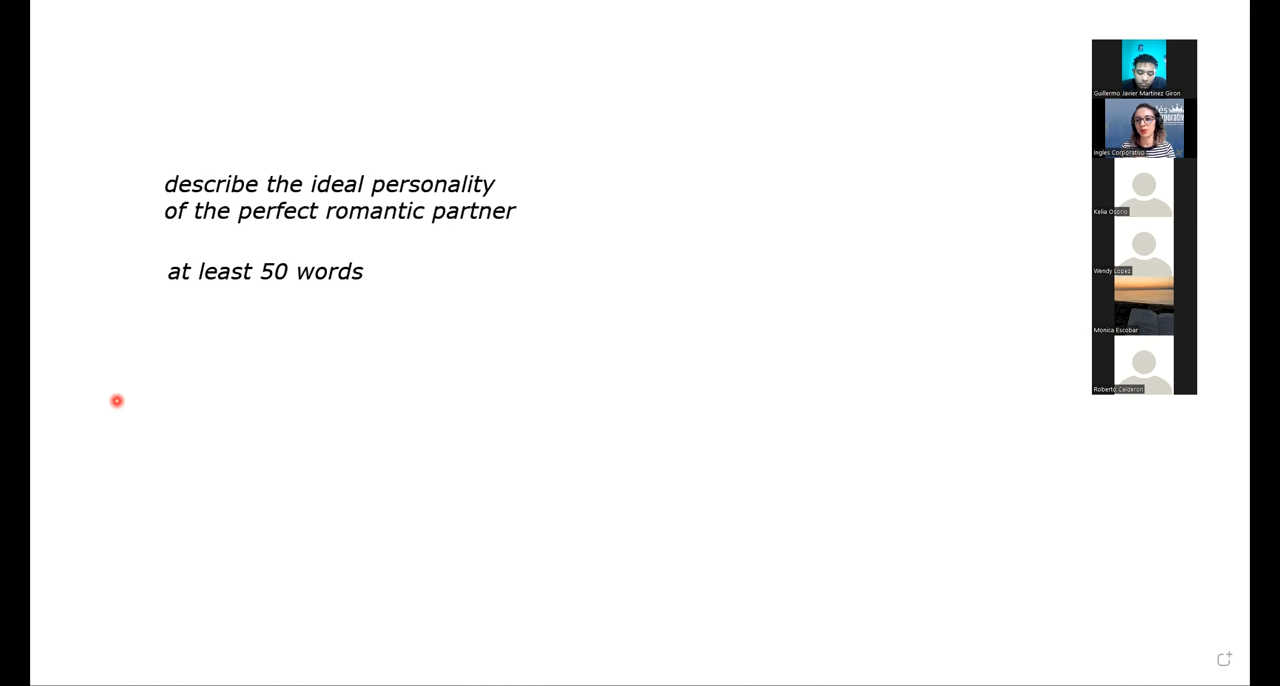 describe the ideal personality
of the perfect romantic partner
at least 50 words
Guillermo Javier Martinez Giron
Ingles Corporativo
Kelia Osorio
Wendy Lopez
Monica Escobar
Roberto Calderon